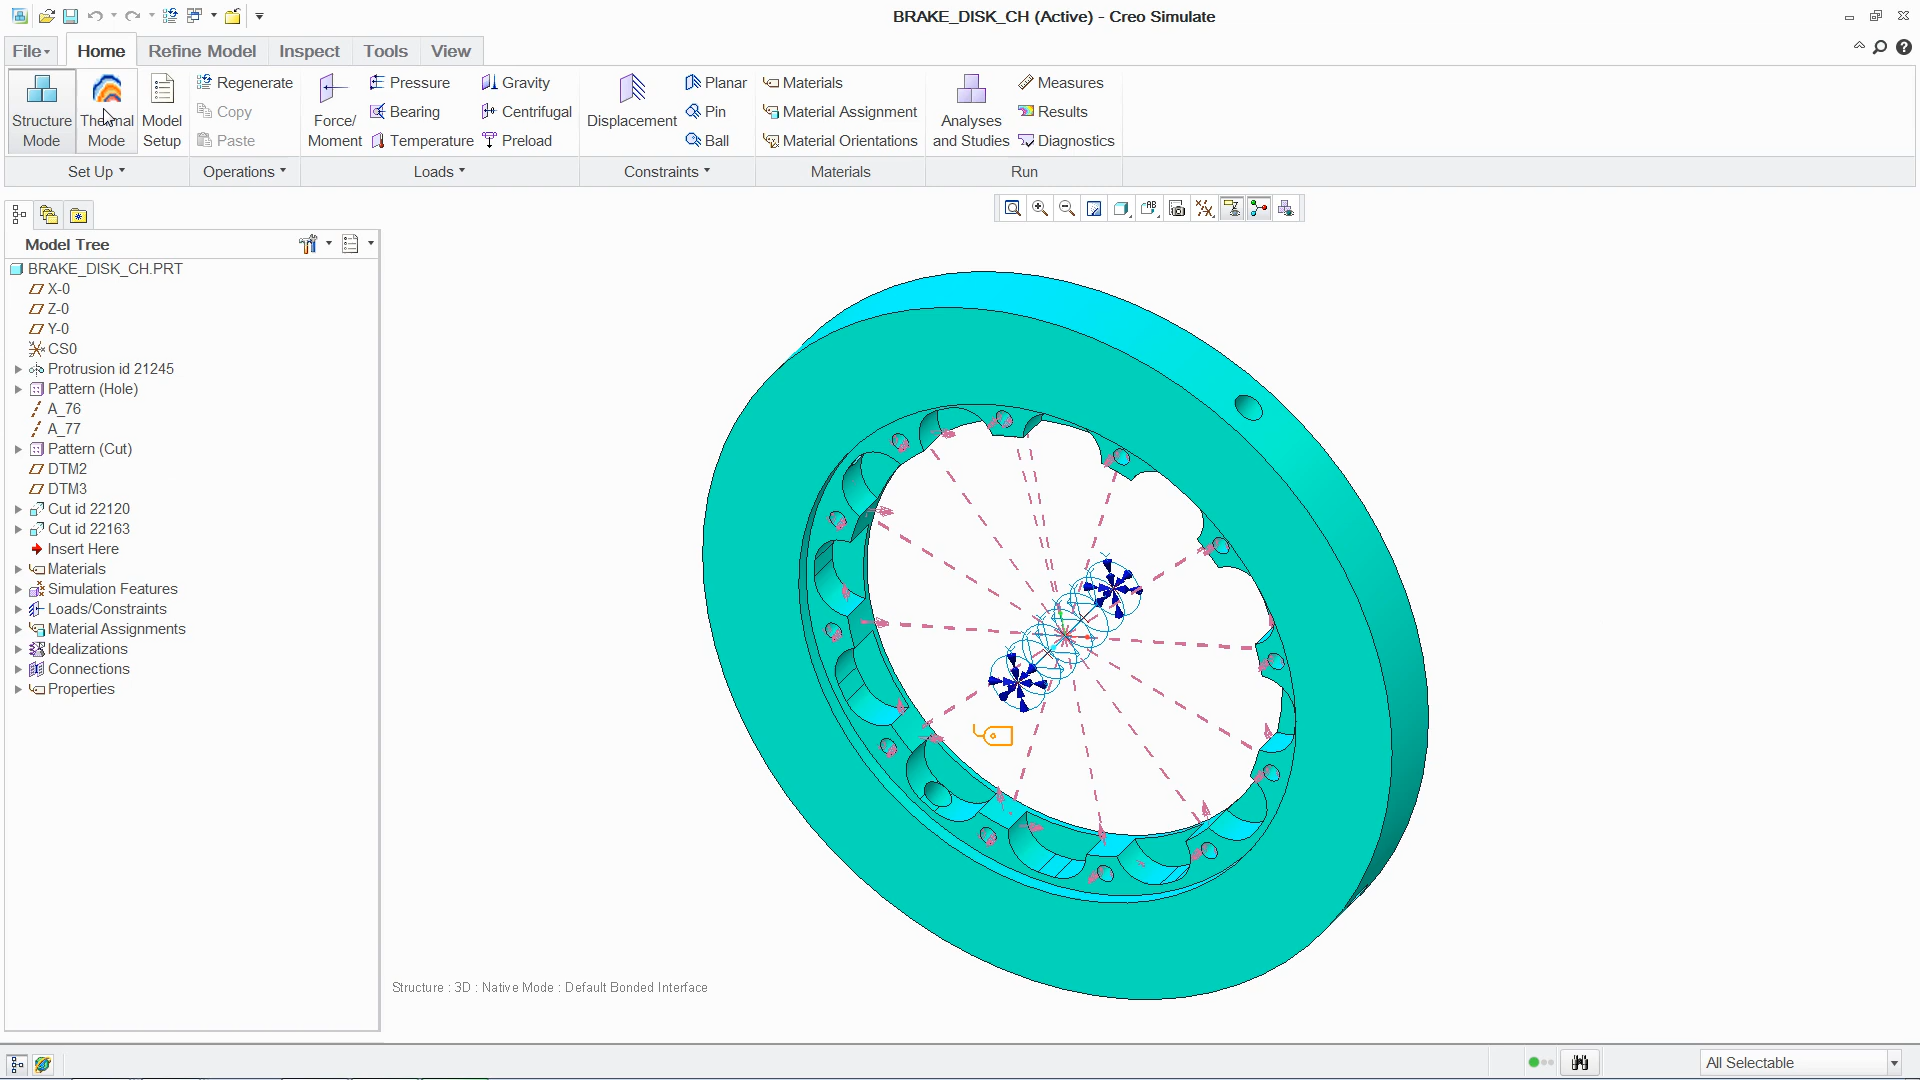 BRAKE_DISK_CH (Active) - Creo Simulate
File
Home
Refine Model
Inspect
Tools
View
Structure
Mode
Thermal
Mode
Model
Setup
Regenerate
Copy
Paste
Force/
Moment
Pressure
Bearing
Temperature
Gravity
Centrifugal
Preload
Displacement
Planar
Pin
Ball
Materials
Material Assignment
Material Orientations
Analyses
and Studies
Measures
Results
Diagnostics
Set Up
Operations
Loads
Constraints
Materials
Run
Model Tree
BRAKE_DISK_CH.PRT
X-0
Z-0
Y-0
CS0
Protrusion id 21245
Pattern (Hole)
A_76
A_77
Pattern (Cut)
DTM2
DTM3
Cut id 22120
Cut id 22163
Insert Here
Materials
Simulation Features
Loads/Constraints
Material Assignments
Idealizations
Connections
Properties
Structure : 3D : Native Mode : Default Bonded Interface
All Selectable